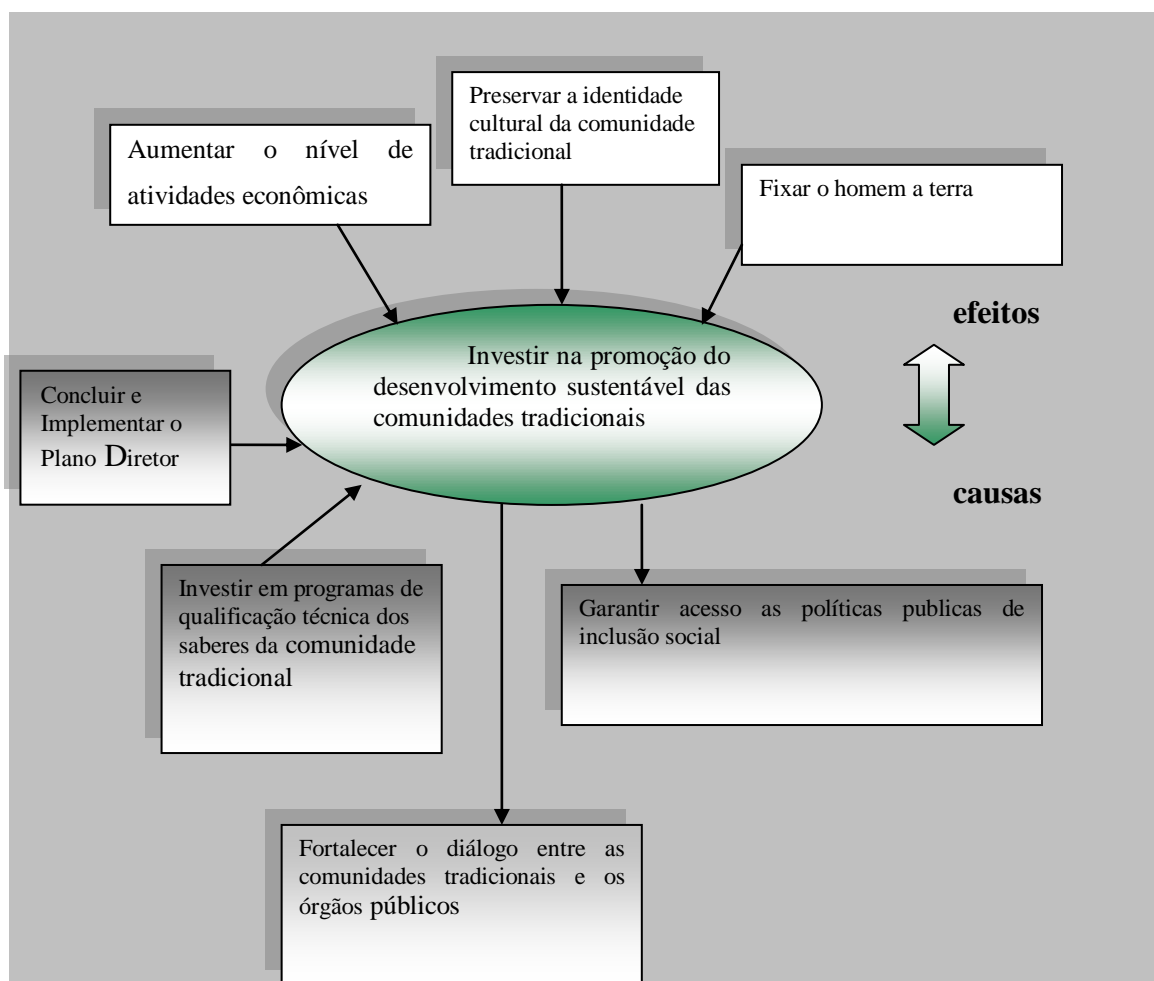 Preservar a identidade
cultural da comunidade
tradicional
Aumentar o nível de
atividades econômicas
Fixar o homem a terra
efeitos
Investir na promoção do
desenvolvimento sustentável das
comunidades tradicionais
Concluir e
Implementar o
Plano Diretor
causas
Investir em programas de
qualificação técnica dos
saberes da comunidade
tradicional
Garantir acesso as políticas publicas de
inclusão social
Fortalecer o diálogo entre as
comunidades tradicionais e os
órgãos públicos